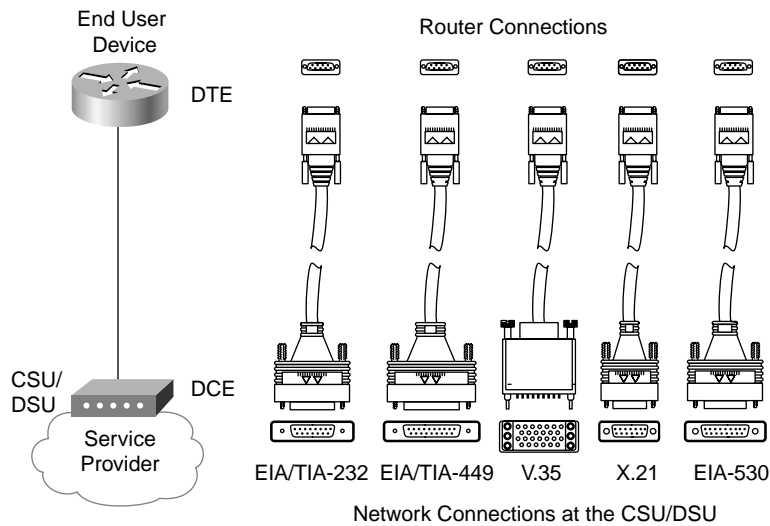 End User
Device
Router Connections
DTE
CSU/
DSU
DCE
Service
Provider
EIA/TIA-232 EIA/TIA-449 V.35 X.21 EIA-530
Network Connections at the CSU/DSU